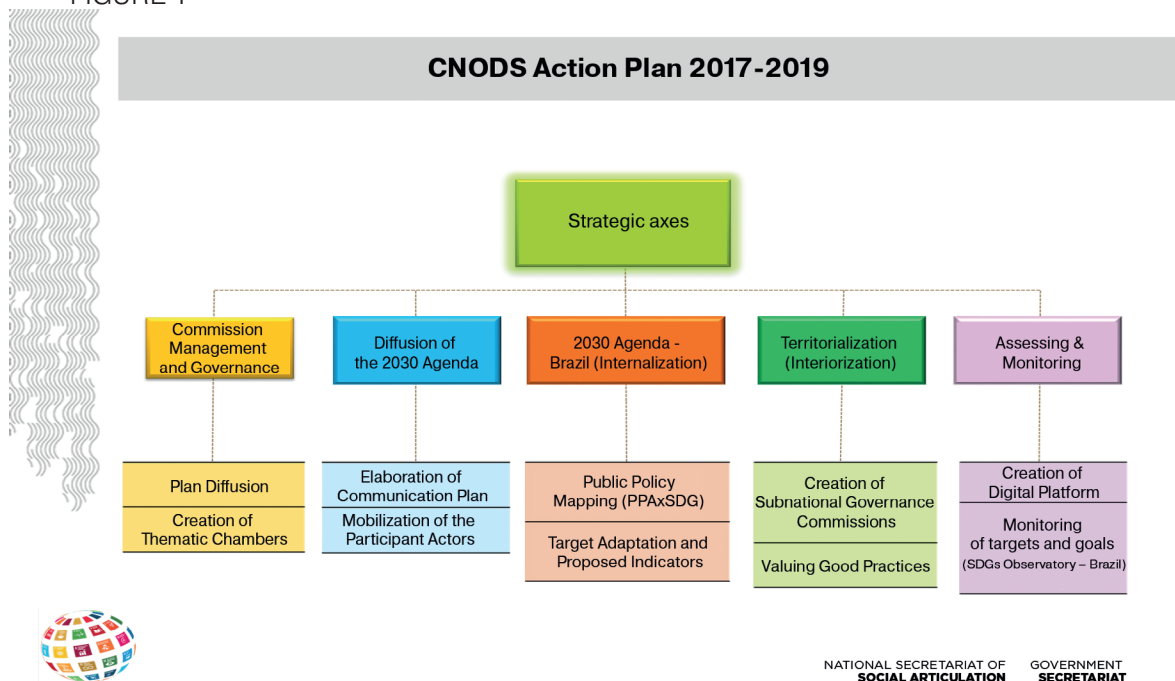 FIGURE 1
CNODS Action Plan 2017-2019
Strategic axes
Commission
Management
and Governance
Diffusion of
the 2030 Agenda
2030 Agenda -
Brazil (Internalization)
Territorialization
(Interiorization)
Assessing &
Monitoring
Plan Diffusion
Creation of
Thematic Chambers
Elaboration of
Communication Plan
Mobilization of the
Participant Actors
Public Policy
Mapping (PPAxSDG)
Target Adaptation and
Proposed Indicators
Creation of
Subnational Governance
Commissions
Valuing Good Practices
Creation of
Digital Platform
Monitoring
of targets and goals
(SDGs Observatory – Brazil)
NATIONAL SECRETARIAT OF
SOCIAL ARTICULATION
GOVERNMENT
SECRETARIAT